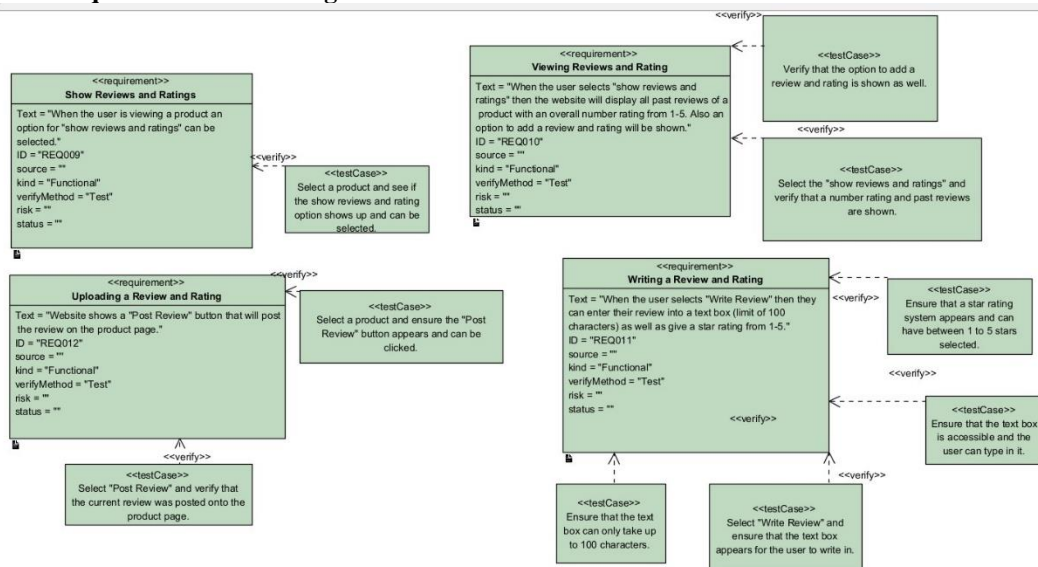 <<requirement>>
Show Reviews and Ratings
Text = "When the user is viewing a product an
option for "show reviews and ratings" can be
selected."
ID = "REQ009"
source = ""
kind = "Functional"
verifyMethod = "Test"
risk = ""
status = ""
<<verify>>
<<testCase>>
Select a product and see if
the show reviews and rating
option shows up and can be
selected.
<<requirement>>
Viewing Reviews and Rating
Text = "When the user selects "show reviews and
ratings" then the website will display all past reviews of a
product with an overall number rating from 1-5. Also an
option to add a review and rating will be shown."
ID = "REQ010"
source = ""
kind = "Functional"
verifyMethod = "Test"
risk = ""
status = ""
<<verify>>
<<testCase>>
Verify that the option to add a
review and rating is shown as well.
<<verify>>
<<testCase>>
Select the "show reviews and ratings" and
verify that a number rating and past reviews
are shown.
<<requirement>>
Uploading a Review and Rating
Text = "Website shows a "Post Review" button that will post
the review on the product page."
ID = "REQ012"
source = ""
kind = "Functional"
verifyMethod = "Test"
risk = ""
status = ""
<<verify>>
<<testCase>>
Select a product and ensure the "Post
Review" button appears and can be
clicked.
<<verify>>
<<testCase>>
Select "Post Review" and verify that
the current review was posted onto the
product page.
<<requirement>>
Writing a Review and Rating
Text = "When the user selects "Write Review" then they
can enter their review into a text box (limit of 100
characters) as well as give a star rating from 1-5."
ID = "REQ011"
source = ""
kind = "Functional"
verifyMethod = "Test"
risk = ""
status = ""
<<verify>>
<<verify>>
<<testCase>>
Ensure that a star rating
system appears and can
have between 1 to 5 stars
selected.
<<verify>>
<<testCase>>
Ensure that the text box
is accessible and the
user can type in it.
<<testCase>>
Ensure that the text
box can only take up
to 100 characters.
<<verify>>
<<testCase>>
Select "Write Review" and
ensure that the text box
appears for the user to write in.